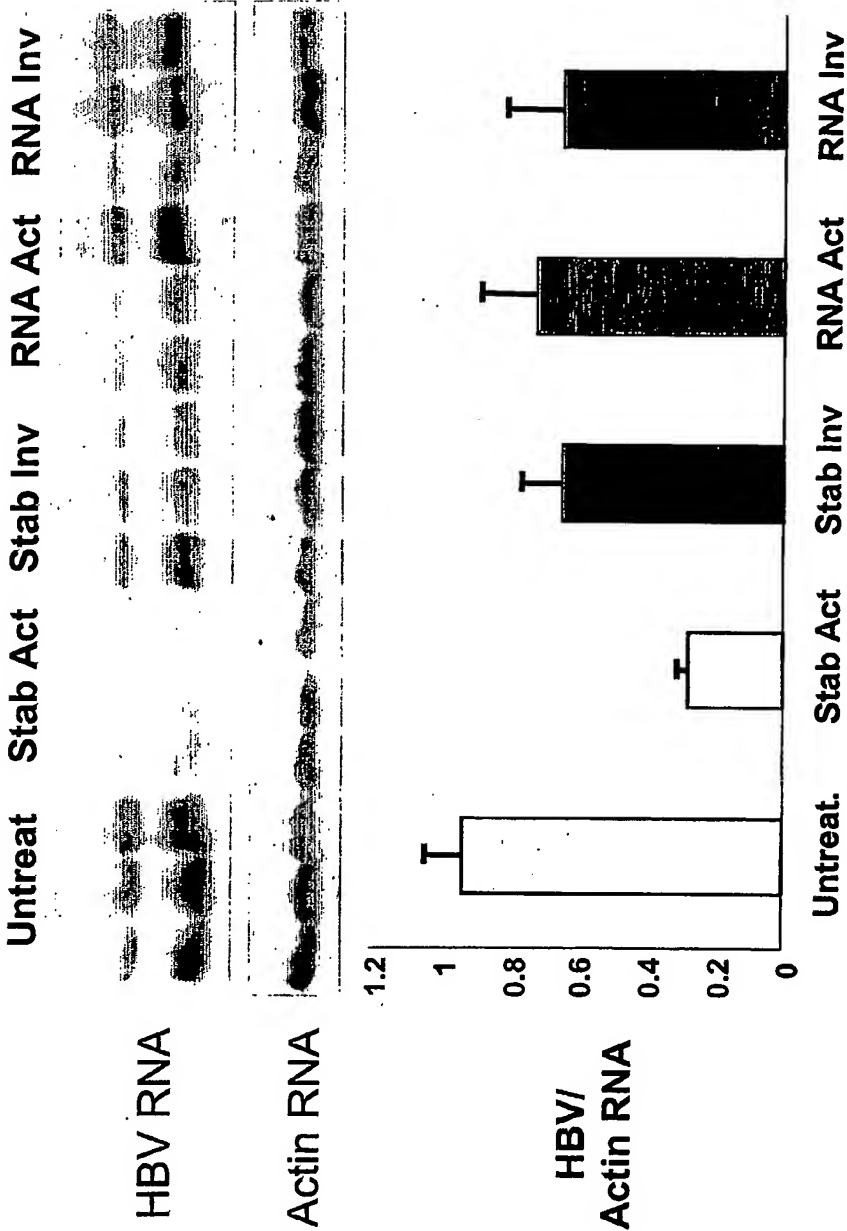 Untreat Stab Act Stab Inv RNA Act RNA Inv
HBV RNA
Actin RNA
HBV/
Actin RNA
1.2
1
0.8
0.6
0.4
0.2
0
Untreat. Stab Act Stab Inv RNA Act RNA Inv